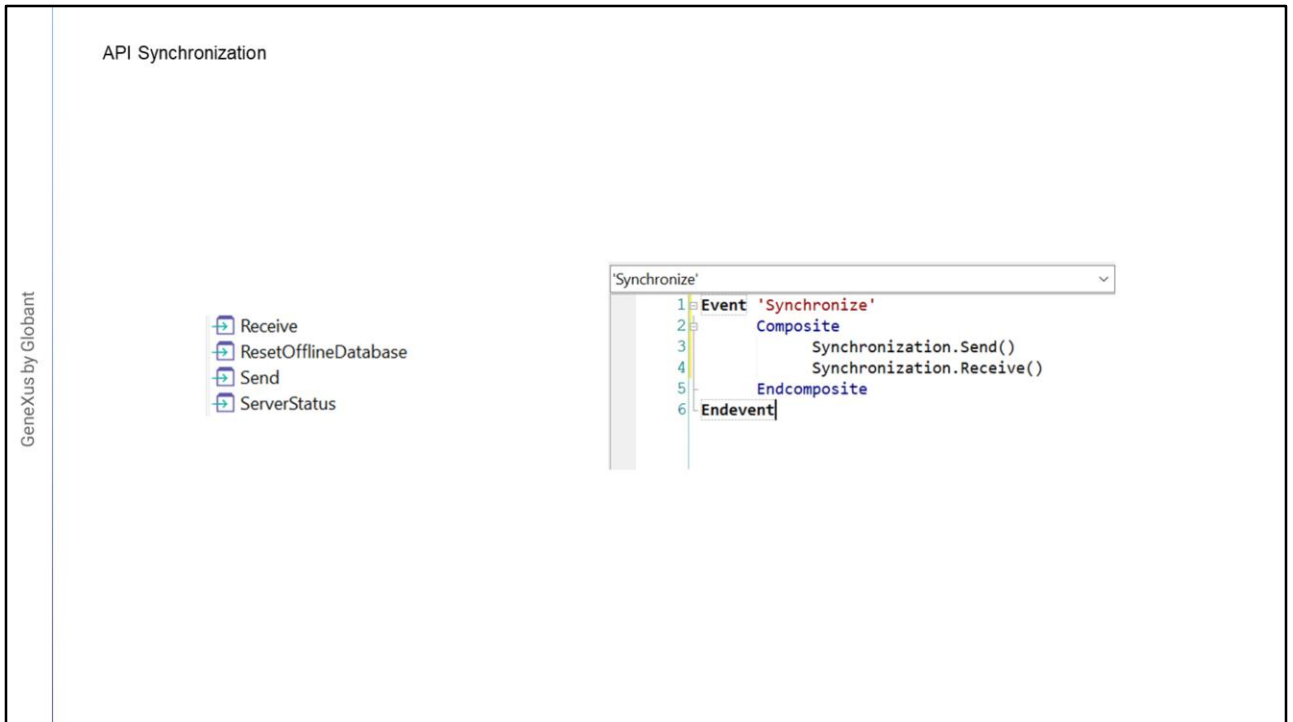 API Synchronization
GeneXus by Globant
Receive
ResetOfflineDatabase
Send
ServerStatus
'Synchronize'
1 Event 'Synchronize'
2 Composite
3 Synchronization.Send()
4 Synchronization.Receive()
5 Endcomposite
6 Endevent